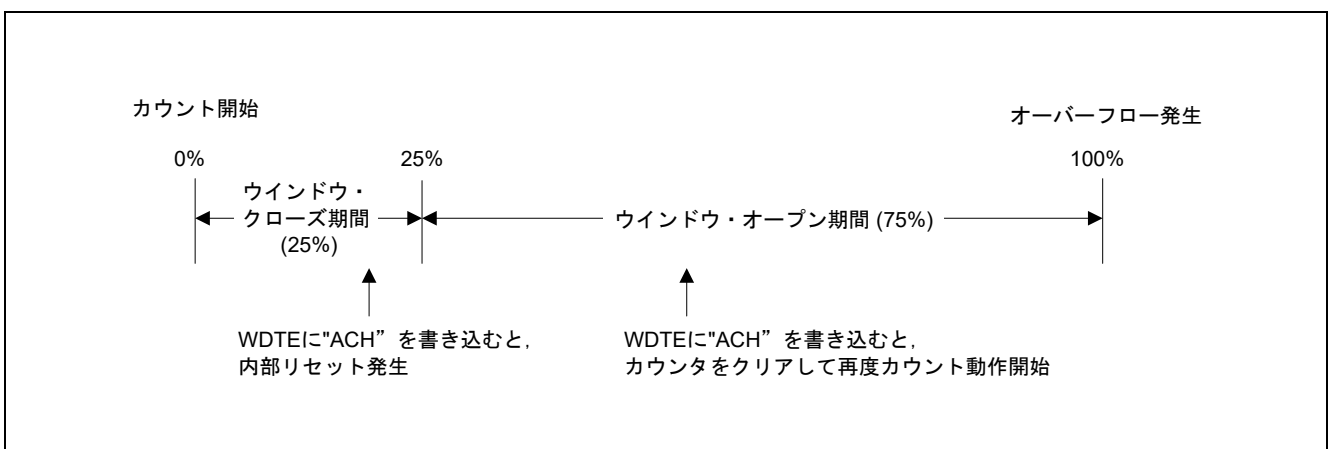 カウント開始
オーバーフロー発生
0%
25%
100%
ウインドウ・
クローズ期間
(25%)
ウインドウ・オープン期間 (75%)
WDTEに"ACH”を書き込むと,
内部リセット発生
WDTEに"ACH”を書き込むと,
カウンタをクリアして再度カウント動作開始